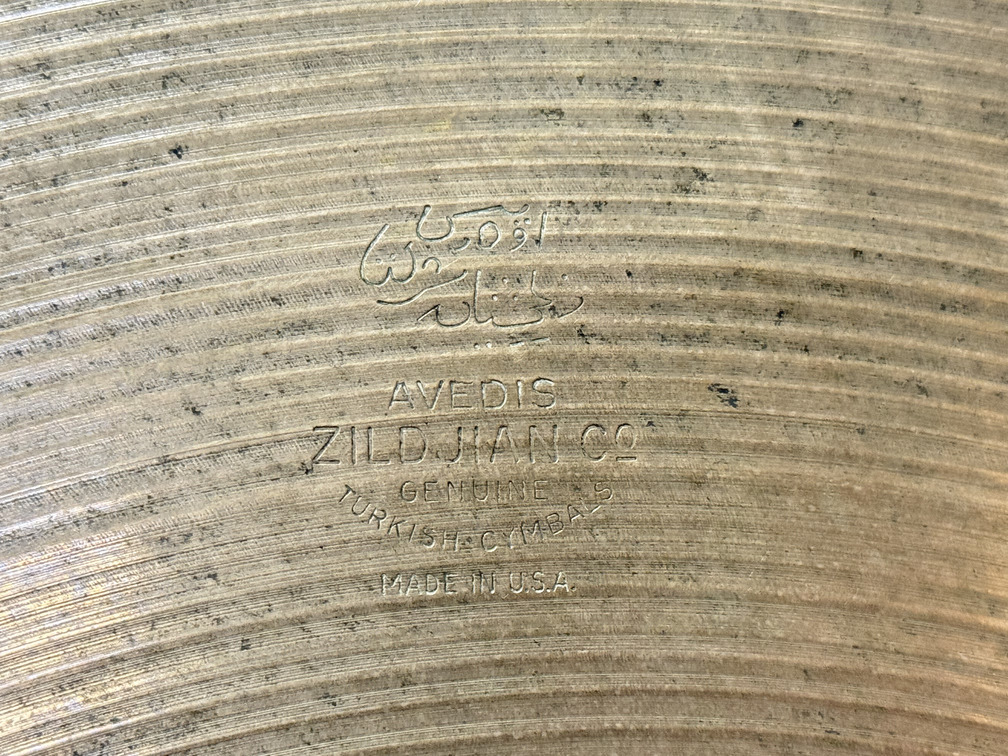 AVEDIS
ZILDJIAN Co
GENUINE
TURKISH CYMBALS
MADE IN U.S.A.